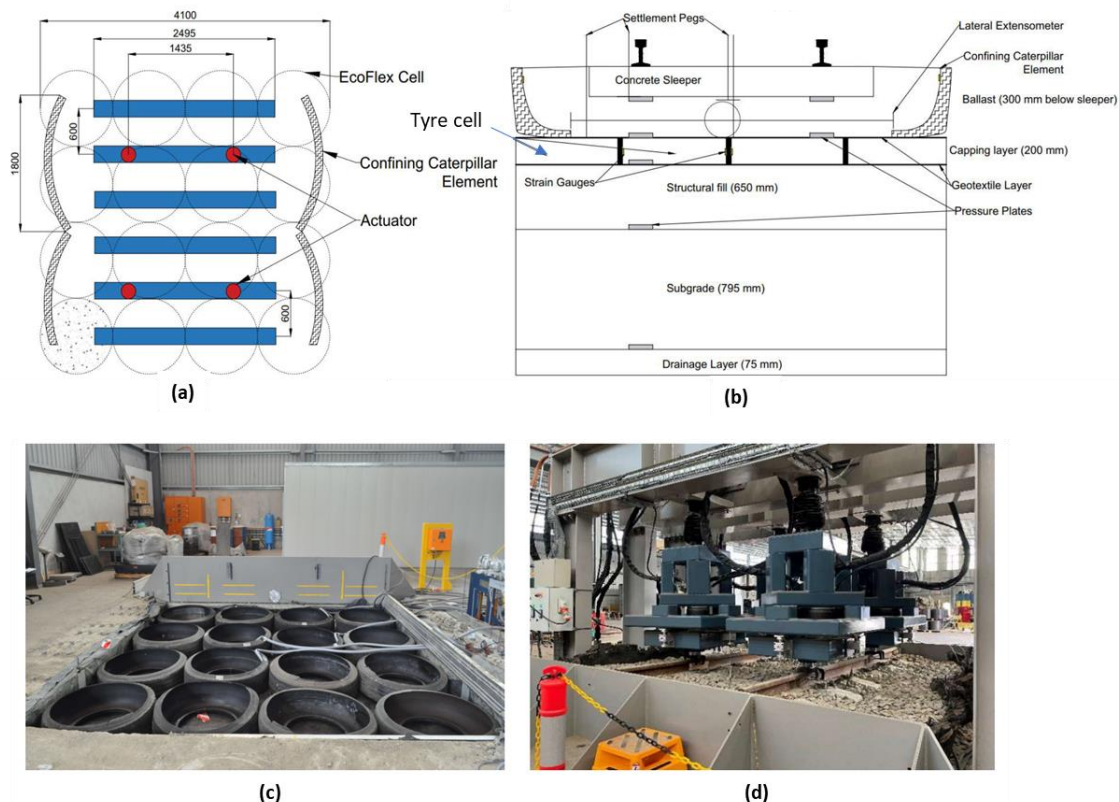 4100
2495
1435
EcoFlex Cell
600
1800
Confining Caterpillar
Element
Actuator
600
(a)
Settlement Pegs
Lateral Extensometer
Confining Caterpillar
Element
Concrete Sleeper
Ballast (300 mm below sleeper)
Tyre cell
Capping layer (200 mm)
Strain Gauges
Structural fill (650 mm)
Geotextile Layer
Pressure Plates
Subgrade (795 mm)
Drainage Layer (75 mm)
(b)
(c)
(d)